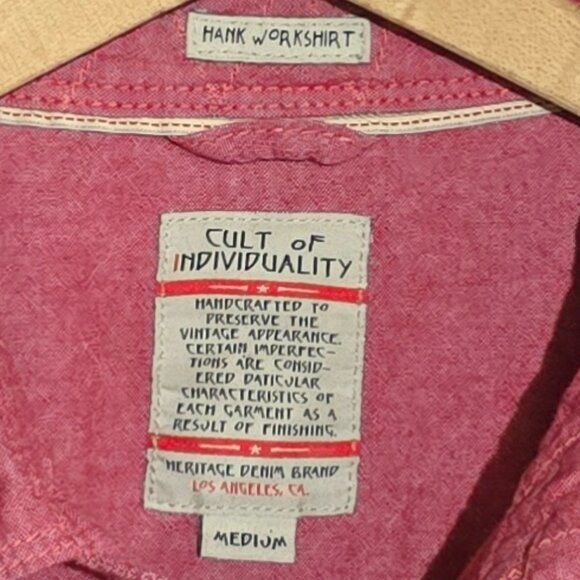 HANK WORKSHIRT
CULT OF
INDIVIDUALITY
HANDCRAFTED TO
PRESERVE THE
VINTAGE APPEARANCE.
CERTAIN IMPERFEC-
TIONS ARE CONSID-
ERED DATICULAR
CHARACTERISTICS OF
EACH GARMENT AS A
RESULT OF FINISHING.
HERITAGE DENIM BRAND
LOS ANGELES, CA.
MEDIUM